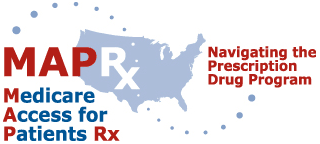 MAPRx
Navigating the
Prescription
Drug Program
Medicare
Access for
Patients Rx